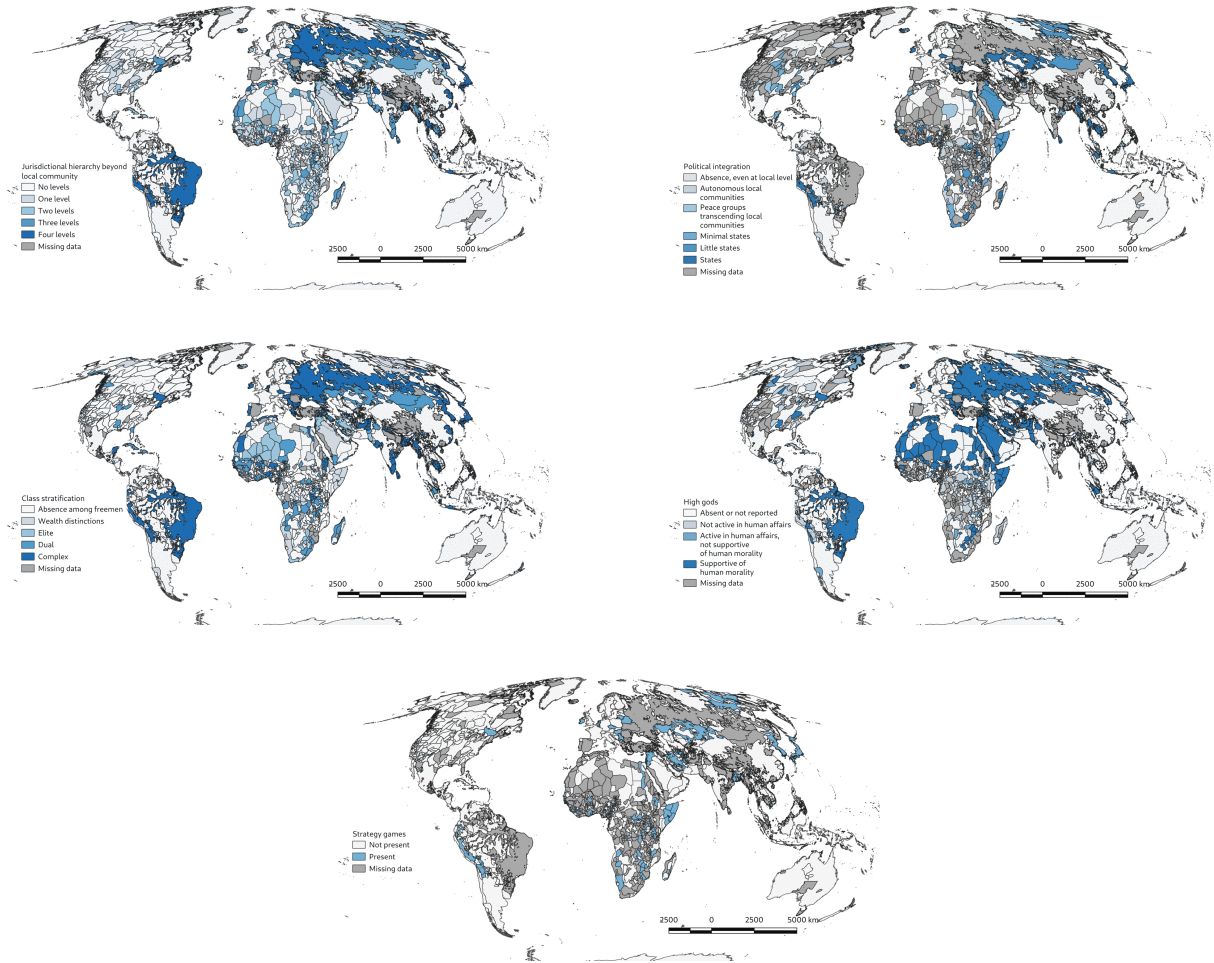 Jurisdictional hierarchy beyond
local community
No levels
One level
Two levels
Three levels
Four levels
Missing data
2500 0 5000 km
Political integration
Absence, even at local level
Autonomous local
communities
Peace groups
transcending local
communities
Minimal states
Little states
States
Missing data
2500 0 2500 5000 km
Class stratification
Absence among freemen
Wealth distinctions
Elite
Dual
Complex
Missing data
2500 0 2500 5000 km
High gods
Absent or not reported
Not active in human affairs
Active in human affairs,
not supportive
of human morality
Supportive of
human morality
Missing data
2500 0 2500 5000 km
Strategy games
Not present
Present
Missing data
2500 0 2500 5000 km